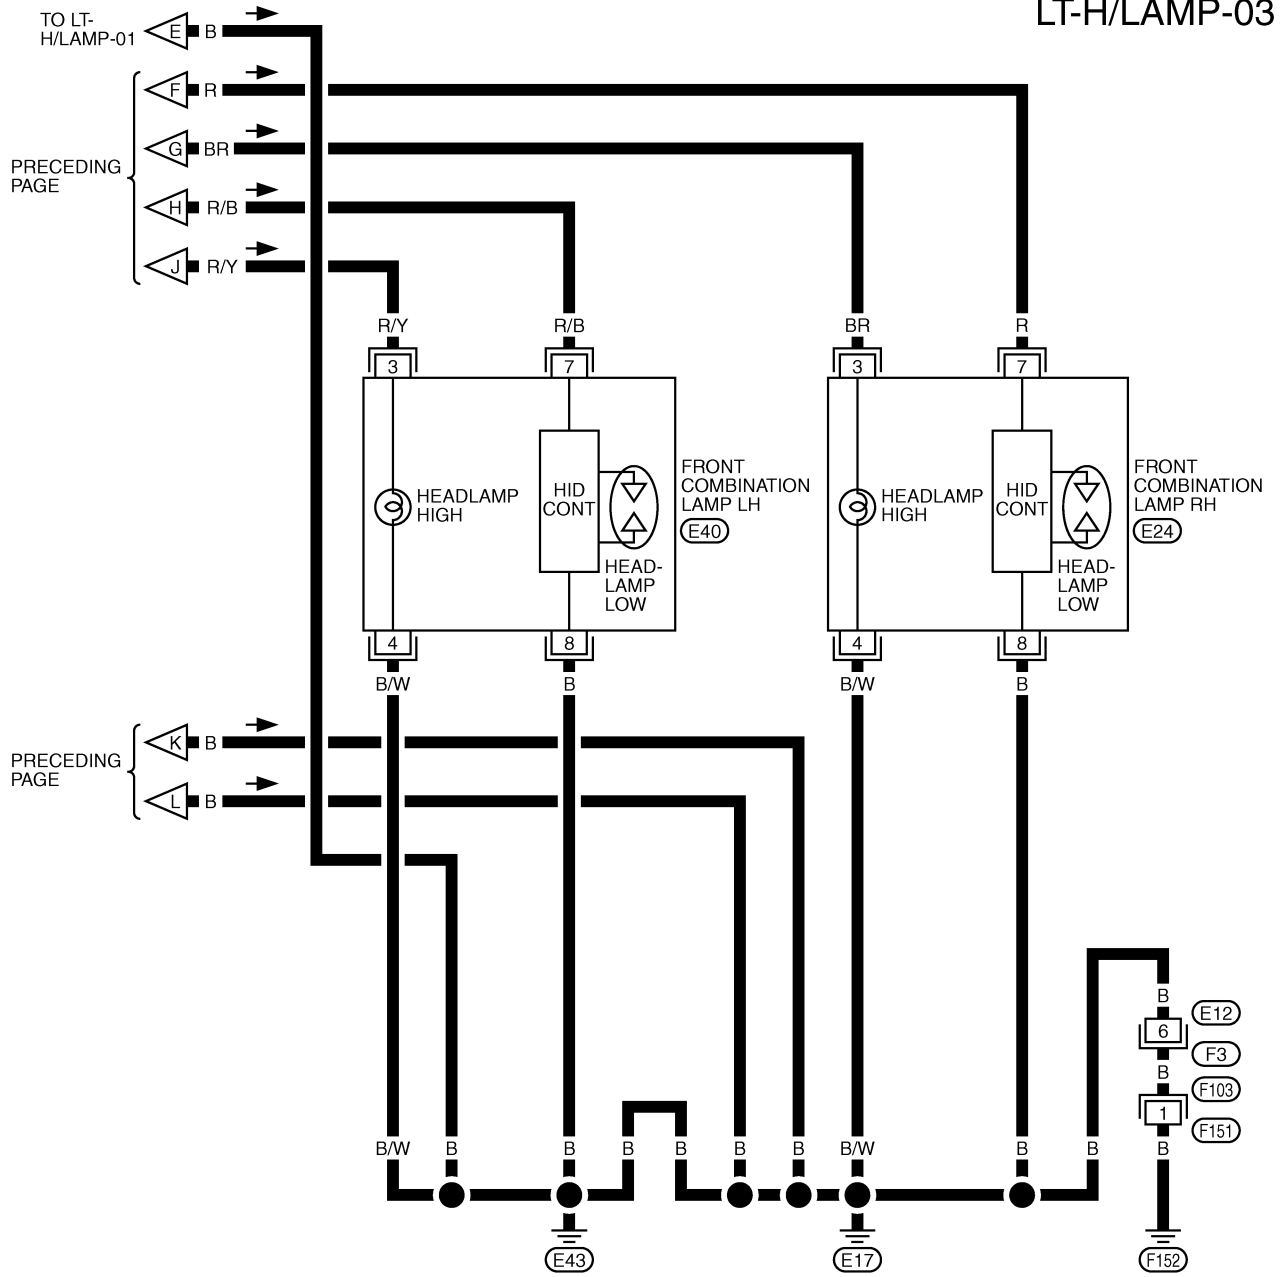 LT-H/LAMP-03
TO LT-
H/LAMP-01
E B
F R
G BR
PRECEDING
PAGE
H R/B
J R/Y
R/Y R/B BR R
3 7 3 7
FRONT
COMBINATION
LAMP LH
E40
FRONT
COMBINATION
LAMP RH
E24
HEADLAMP
HIGH
HID
CONT
HEAD-
LAMP
LOW
HEADLAMP
HIGH
HID
CONT
HEAD-
LAMP
LOW
4 8 4 8
B/W B B/W B
K B
PRECEDING
PAGE
L B
B
E12
6
F3
B
F103
1
F151
B/W B B B B B B B/W B B B
E43 E17 F152